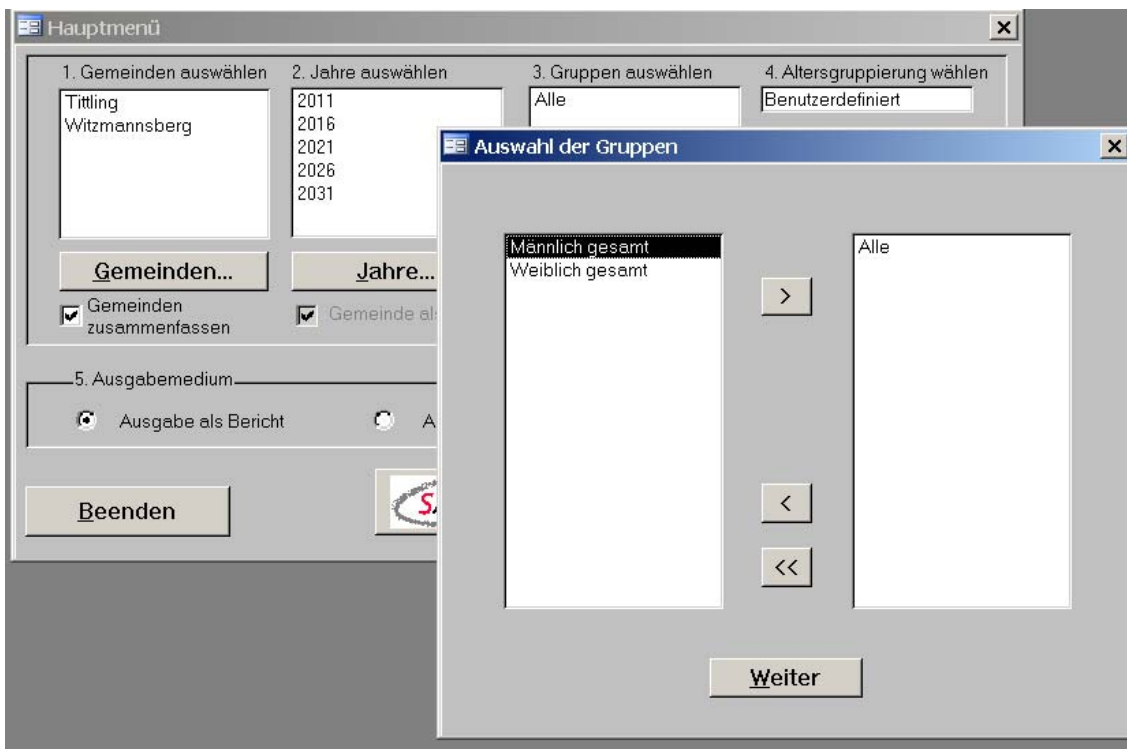 Hauptmenü
1. Gemeinden auswählen
2. Jahre auswählen
3. Gruppen auswählen
4. Altersgruppierung wählen
Tittling
Witzmannsberg
2011
2016
2021
2026
2031
Alle
Benutzerdefiniert
Gemeinden...
Jahre...
Gemeinden
zusammenfassen
Gemeinde als
5. Ausgabemedium
Ausgabe als Bericht
A
Beenden
Auswahl der Gruppen
Männlich gesamt
Weiblich gesamt
>
<
<<
Alle
Weiter